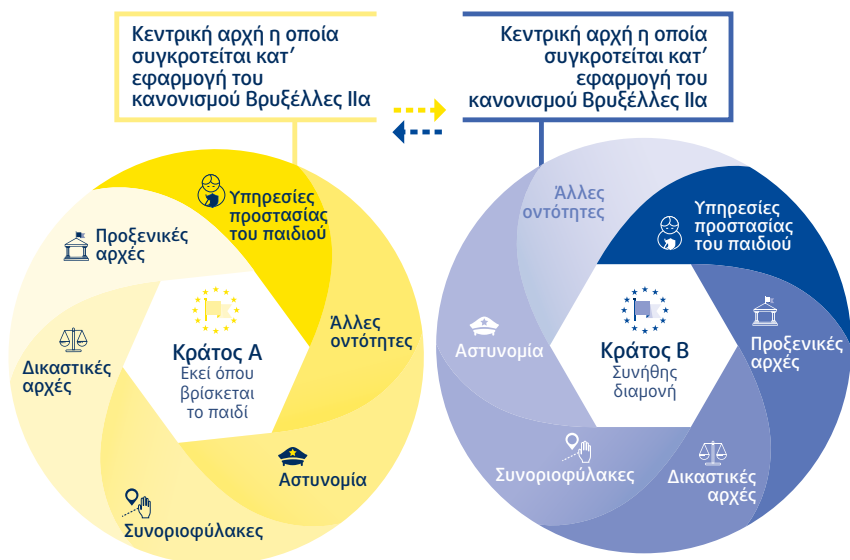 Κεντρική αρχή η οποία
συγκροτείται κατ’
εφαρμογή του
κανονισμού Βρυξέλλες IIα
Κεντρική αρχή η οποία
συγκροτείται κατ’
εφαρμογή του
κανονισμού Βρυξέλλες IIα
Υπηρεσίες
προστασίας
του παιδιού
Προξενικές
αρχές
Άλλες
οντότητες
Δικαστικές
αρχές
Αστυνομία
Συνοριοφύλακες
Κράτος A
Εκεί όπου
βρίσκεται
το παιδί
Άλλες
οντότητες
Υπηρεσίες
προστασίας
του παιδιού
Αστυνομία
Προξενικές
αρχές
Συνοριοφύλακες
Δικαστικές
αρχές
Κράτος B
Συνήθης
διαμονή